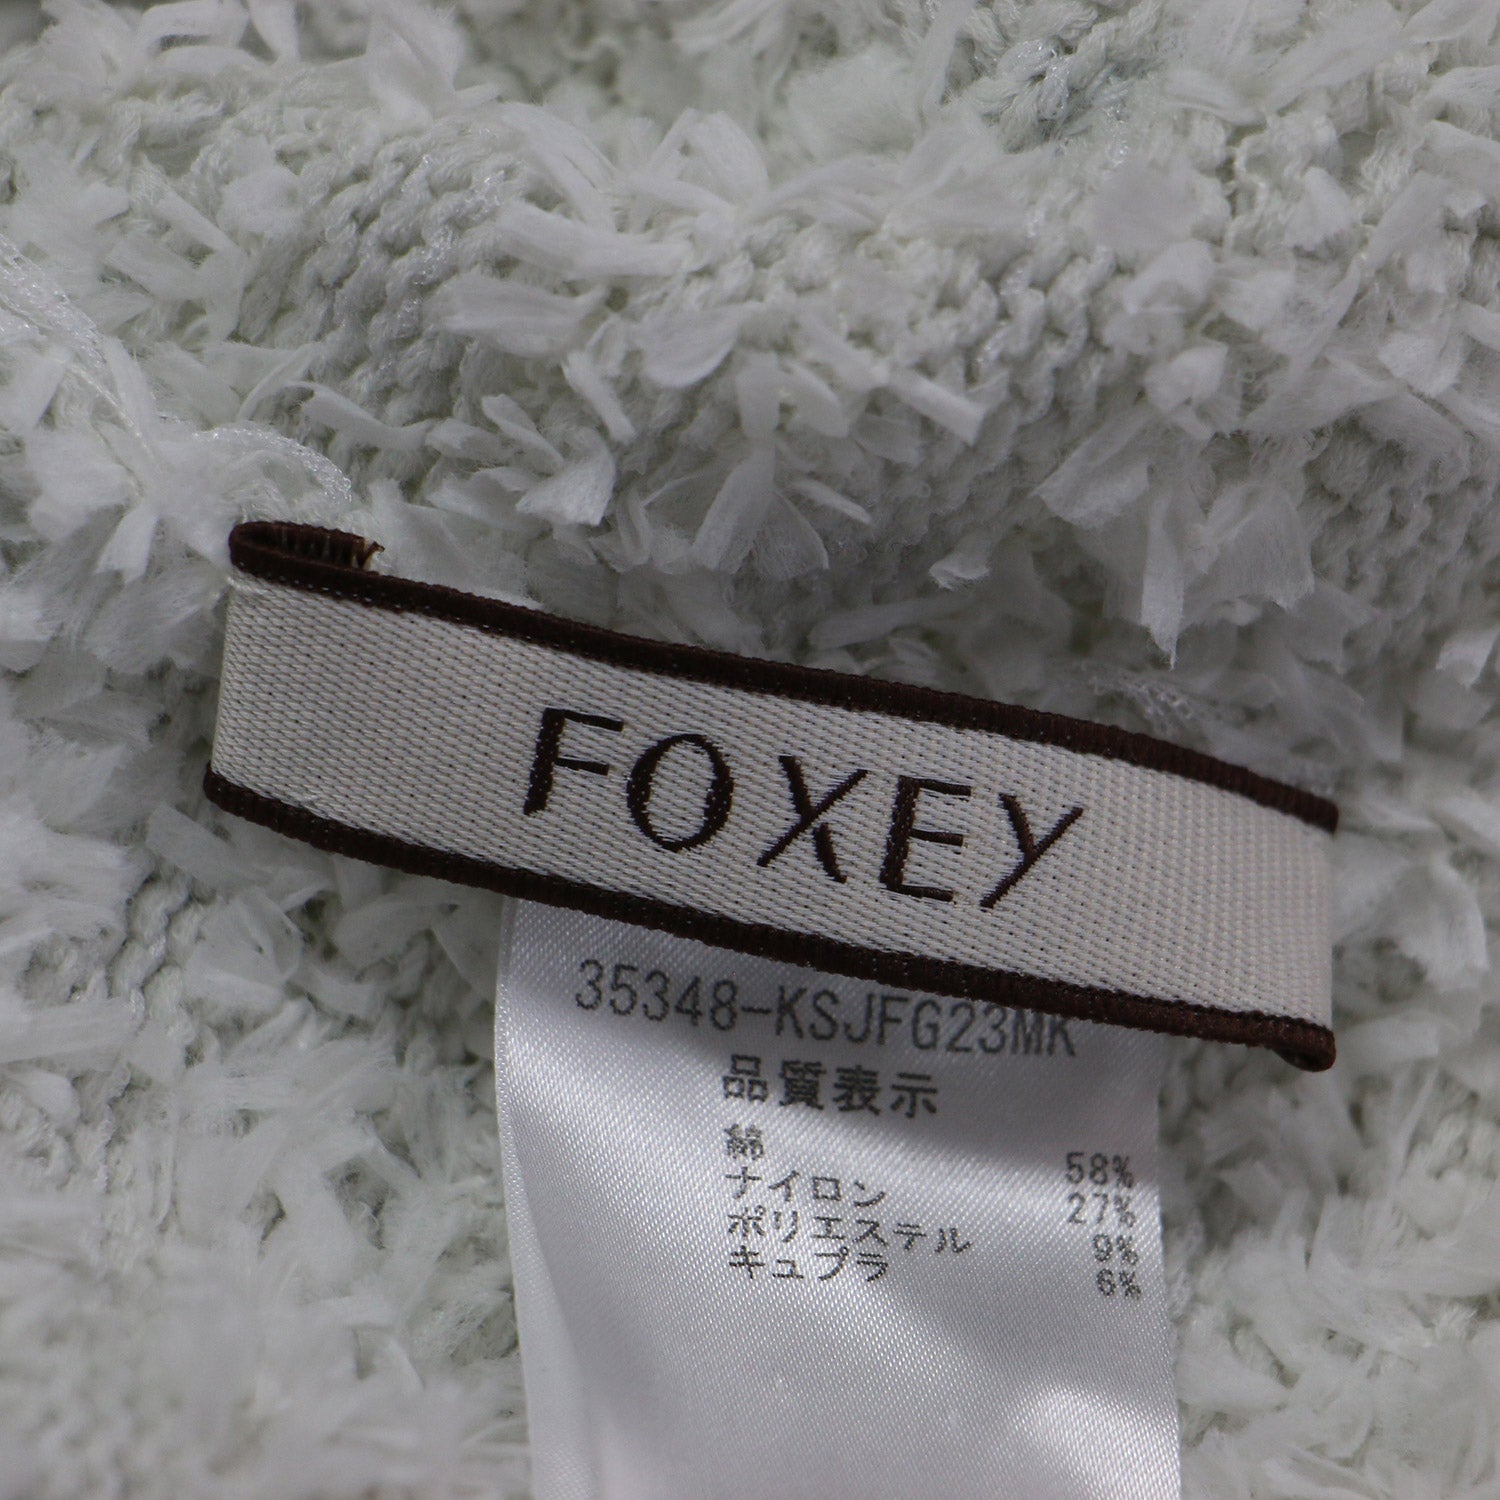 FOXEY
35348-KSJFG23MK
品質表示
綿 58%
ナイロン 27%
ポリエステル 9%
キュプラ 6%